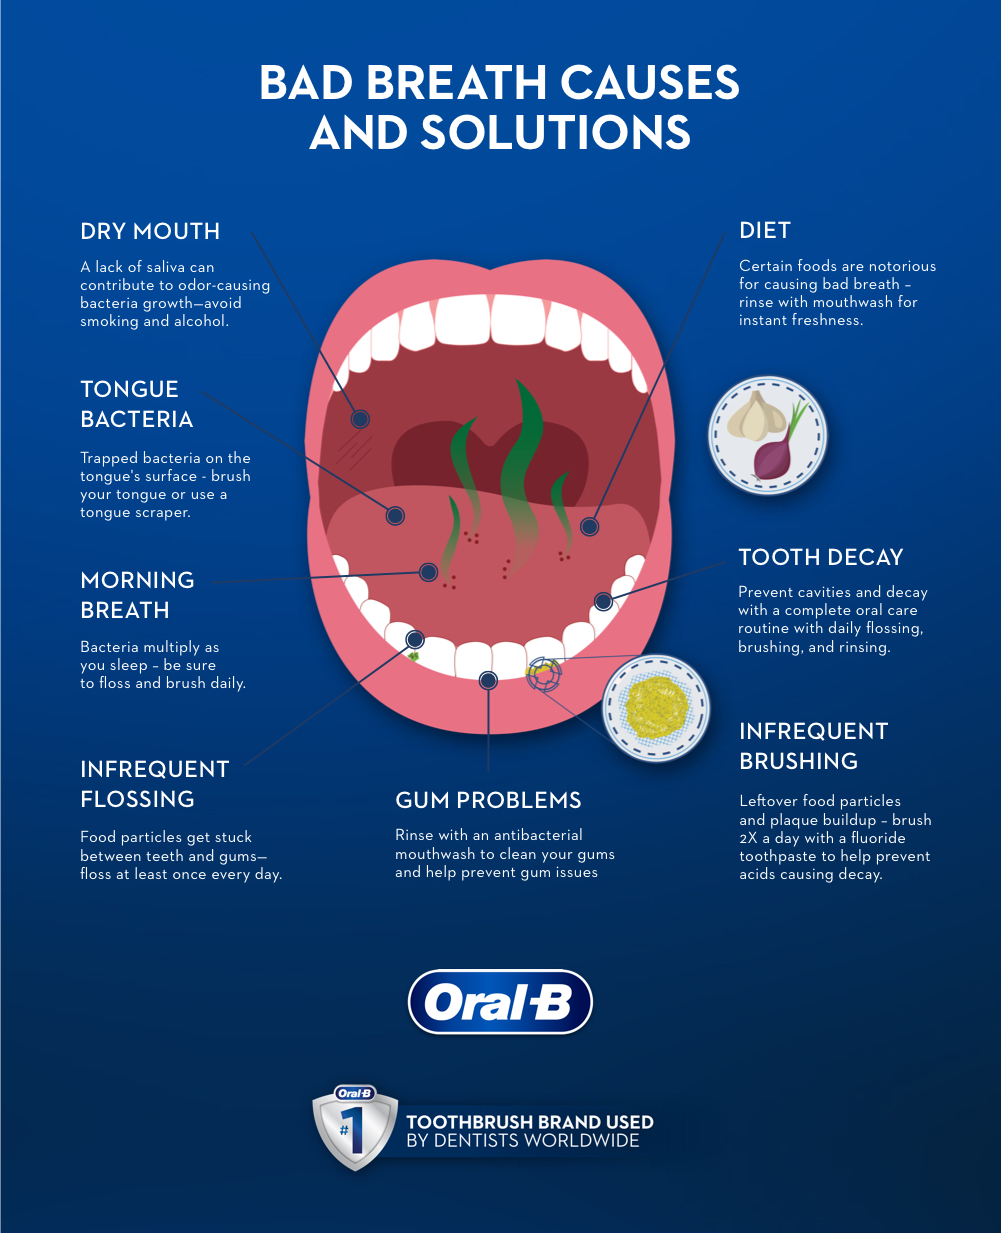 BAD BREATH CAUSES
AND SOLUTIONS
DRY MOUTH
A lack of saliva can
contribute to odor-causing
bacteria growth—avoid
smoking and alcohol.
TONGUE
BACTERIA
Trapped bacteria on the
tongue's surface - brush
your tongue or use a
tongue scraper.
MORNING
BREATH
Bacteria multiply as
you sleep – be sure
to floss and brush daily.
INFREQUENT
FLOSSING
Food particles get stuck
between teeth and gums—
floss at least once every day.
GUM PROBLEMS
Rinse with an antibacterial
mouthwash to clean your gums
and help prevent gum issues
DIET
Certain foods are notorious
for causing bad breath –
rinse with mouthwash for
instant freshness.
TOOTH DECAY
Prevent cavities and decay
with a complete oral care
routine with daily flossing,
brushing, and rinsing.
INFREQUENT
BRUSHING
Leftover food particles
and plaque buildup – brush
2X a day with a fluoride
toothpaste to help prevent
acids causing decay.
Oral-B
Oral-B
#1
TOOTHBRUSH BRAND USED
BY DENTISTS WORLDWIDE